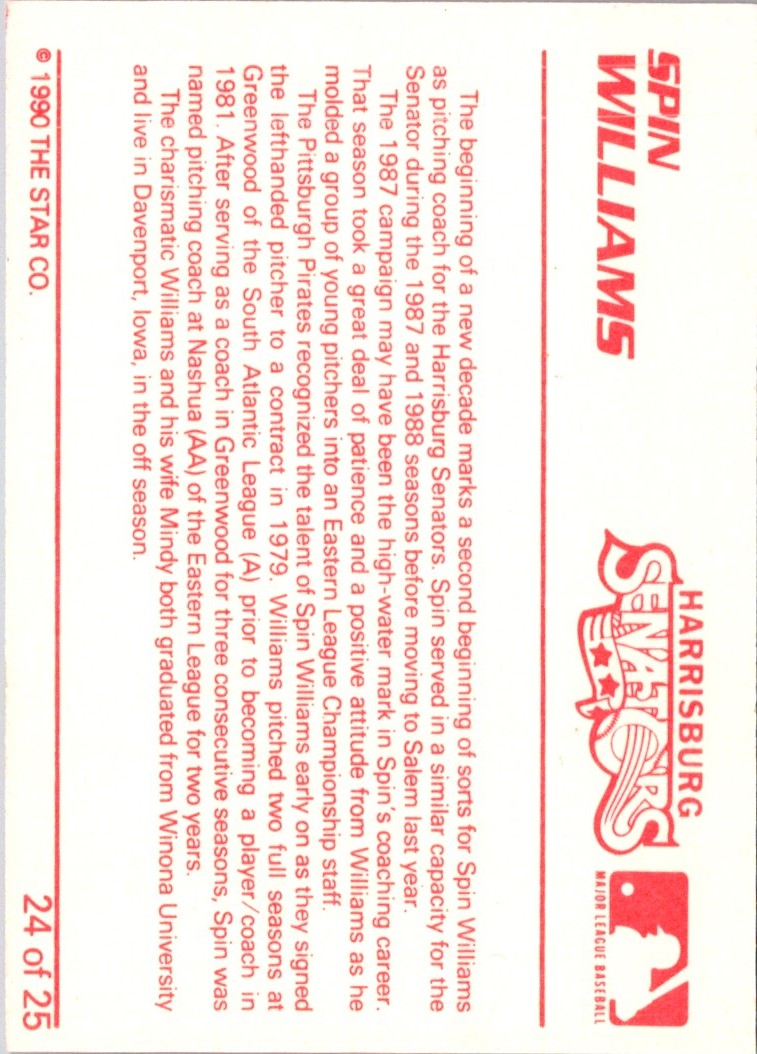 SPIN
WILLIAMS
HARRISBURG
SENATORS
MAJOR LEAGUE BASEBALL
The beginning of a new decade marks a second beginning of sorts for Spin Williams
as pitching coach for the Harrisburg Senators. Spin served in a similar capacity for the
Senator during the 1987 and 1988 seasons before moving to Salem last year.
The 1987 campaign may have been the high-water mark in Spin's coaching career.
That season took a great deal of patience and a positive attitude from Williams as he
molded a group of young pitchers into an Eastern League Championship staff.
The Pittsburgh Pirates recognized the talent of Spin Williams early on as they signed
the lefthanded pitcher to a contract in 1979. Williams pitched two full seasons at
Greenwood of the South Atlantic League (A) prior to becoming a player/coach in
1981. After serving as a coach in Greenwood for three consecutive seasons, Spin was
named pitching coach at Nashua (AA) of the Eastern League for two years.
The charismatic Williams and his wife Mindy both graduated from Winona University
and live in Davenport, Iowa, in the off season.
© 1990 THE STAR CO.
24 of 25